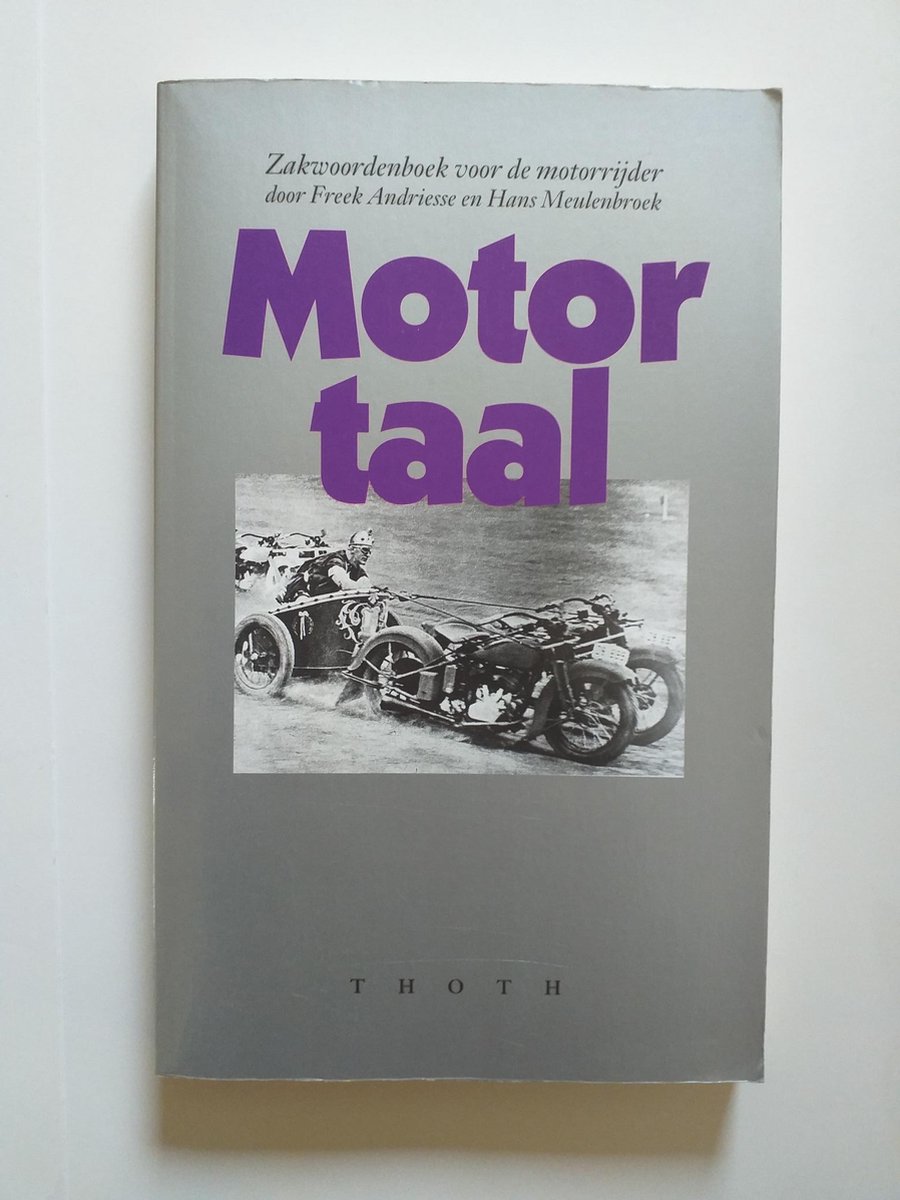 Zakwoordenboek voor de motorrijder
door Freek Andriesse en Hans Meulenbroek
Motor
taal
THOTH